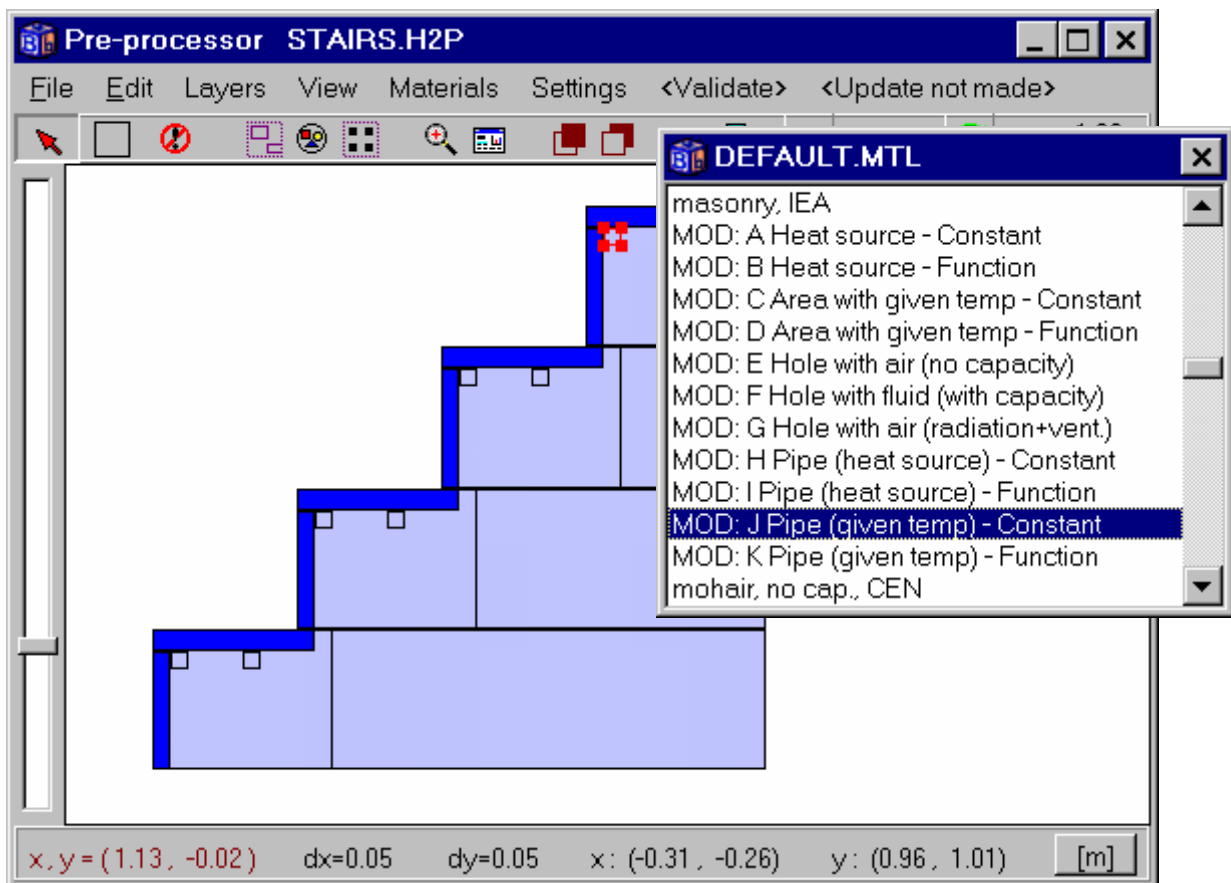 Pre-processor STAIRS.H2P
File Edit Layers View Materials Settings <Validate> <Update not made>
DEFAULT.MTL
masonry, IEA
MOD: A Heat source - Constant
MOD: B Heat source - Function
MOD: C Area with given temp - Constant
MOD: D Area with given temp - Function
MOD: E Hole with air (no capacity)
MOD: F Hole with fluid (with capacity)
MOD: G Hole with air (radiation+vent.)
MOD: H Pipe (heat source) - Constant
MOD: I Pipe (heat source) - Function
MOD: J Pipe (given temp) - Constant
MOD: K Pipe (given temp) - Function
mohair, no cap., CEN
x, y = (1.13 , -0.02) dx=0.05 dy=0.05 x: (-0.31 , -0.26) y: (0.96 , 1.01) [m]